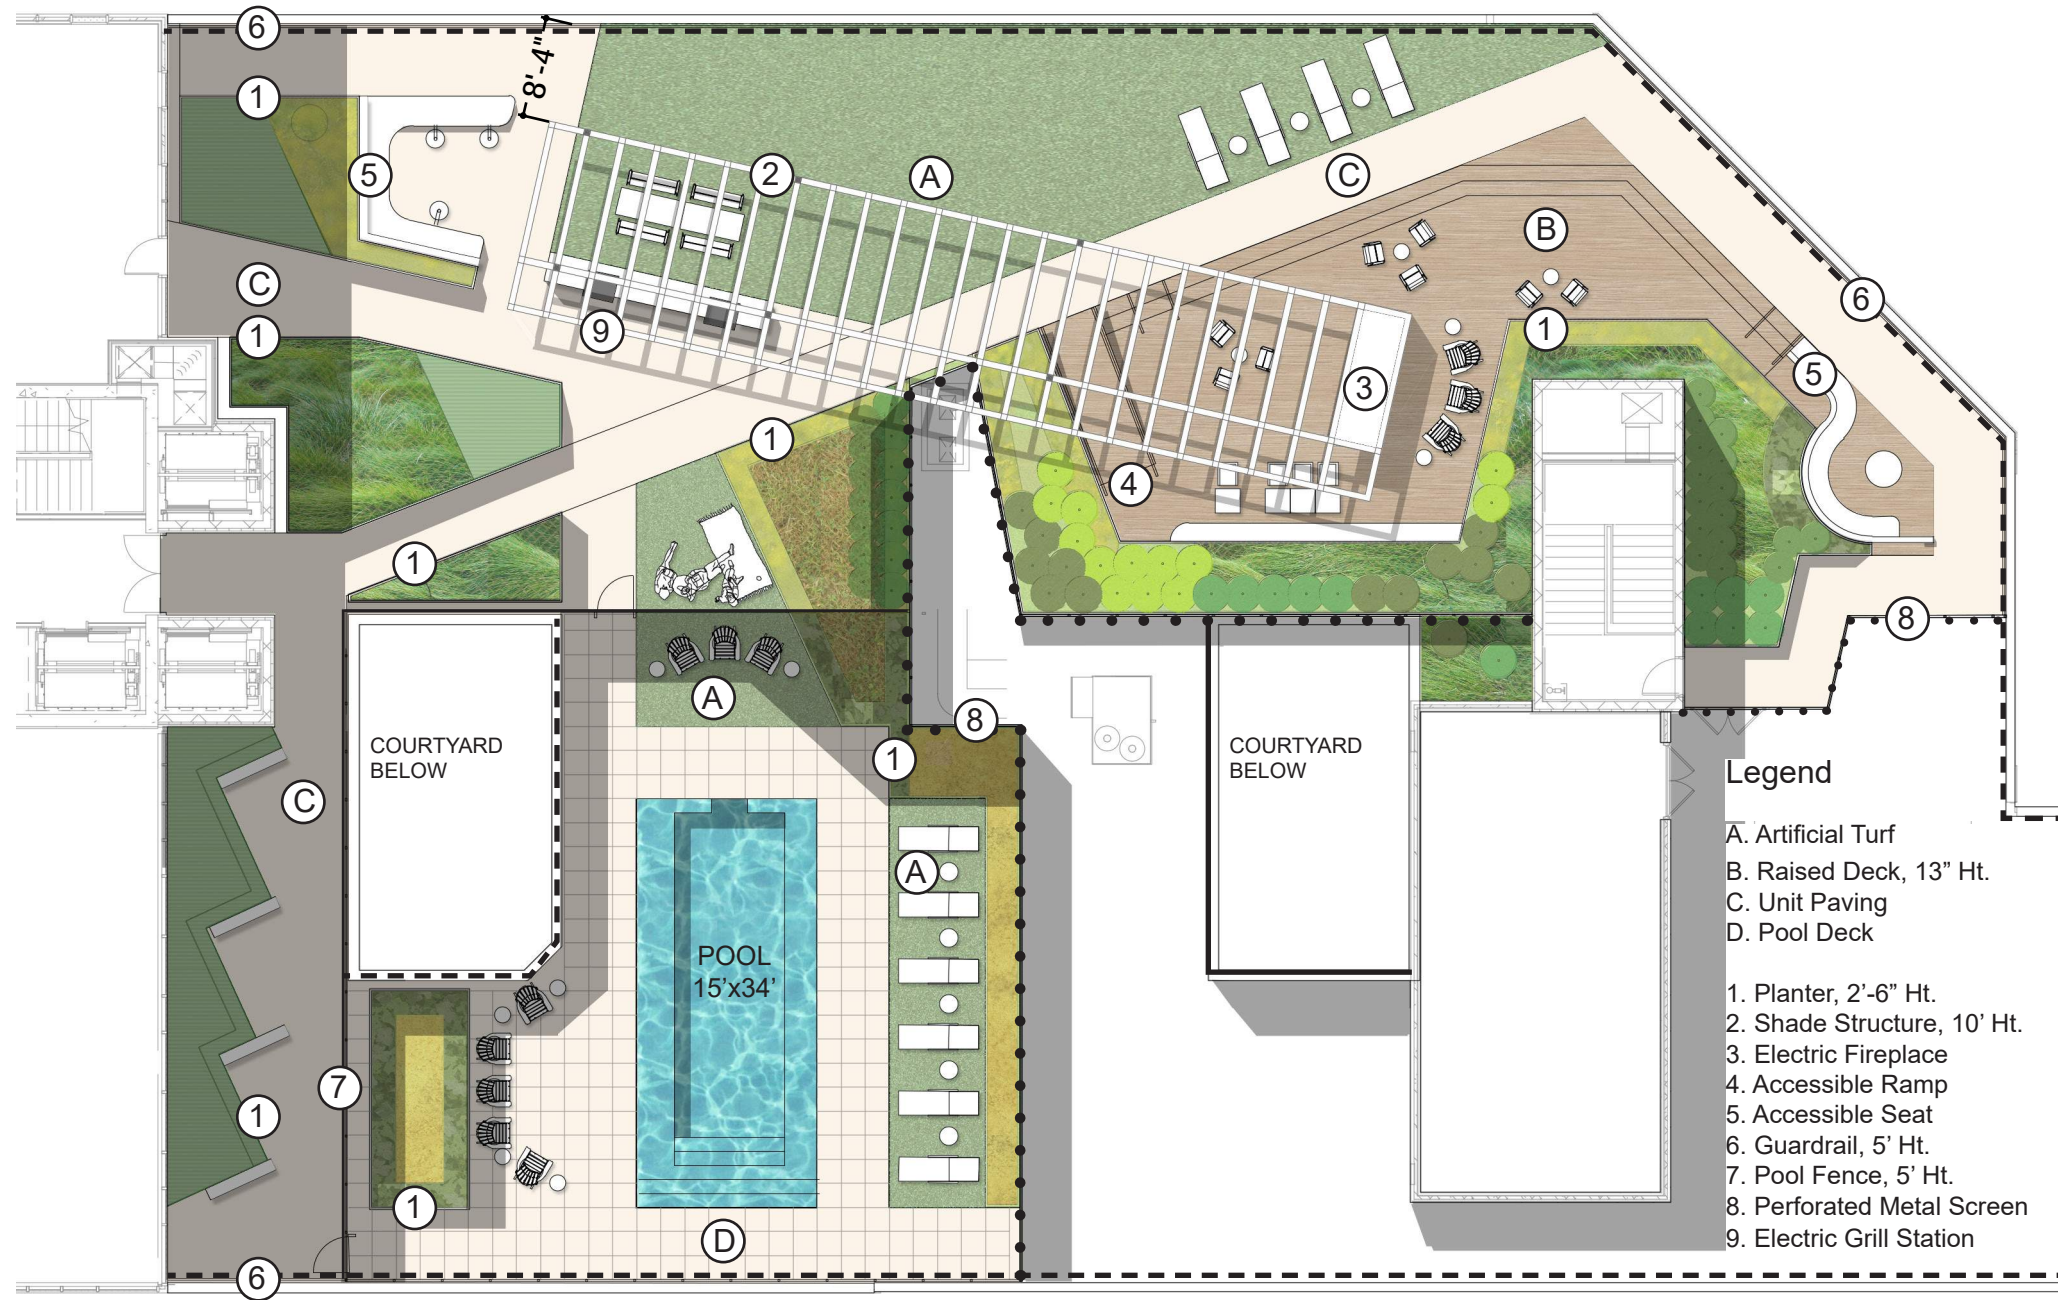 6
8'-4"
1
2
A
5
C
B
C
6
1
9
1
3
5
1
4
1
8
A
8
COURTYARD
BELOW
1
COURTYARD
BELOW
C
A
POOL
15’x34’
7
1
1
D
6
Legend
A. Artificial Turf
B. Raised Deck, 13” Ht.
C. Unit Paving
D. Pool Deck
1. Planter, 2’-6” Ht.
2. Shade Structure, 10’ Ht.
3. Electric Fireplace
4. Accessible Ramp
5. Accessible Seat
6. Guardrail, 5’ Ht.
7. Pool Fence, 5’ Ht.
8. Perforated Metal Screen
9. Electric Grill Station